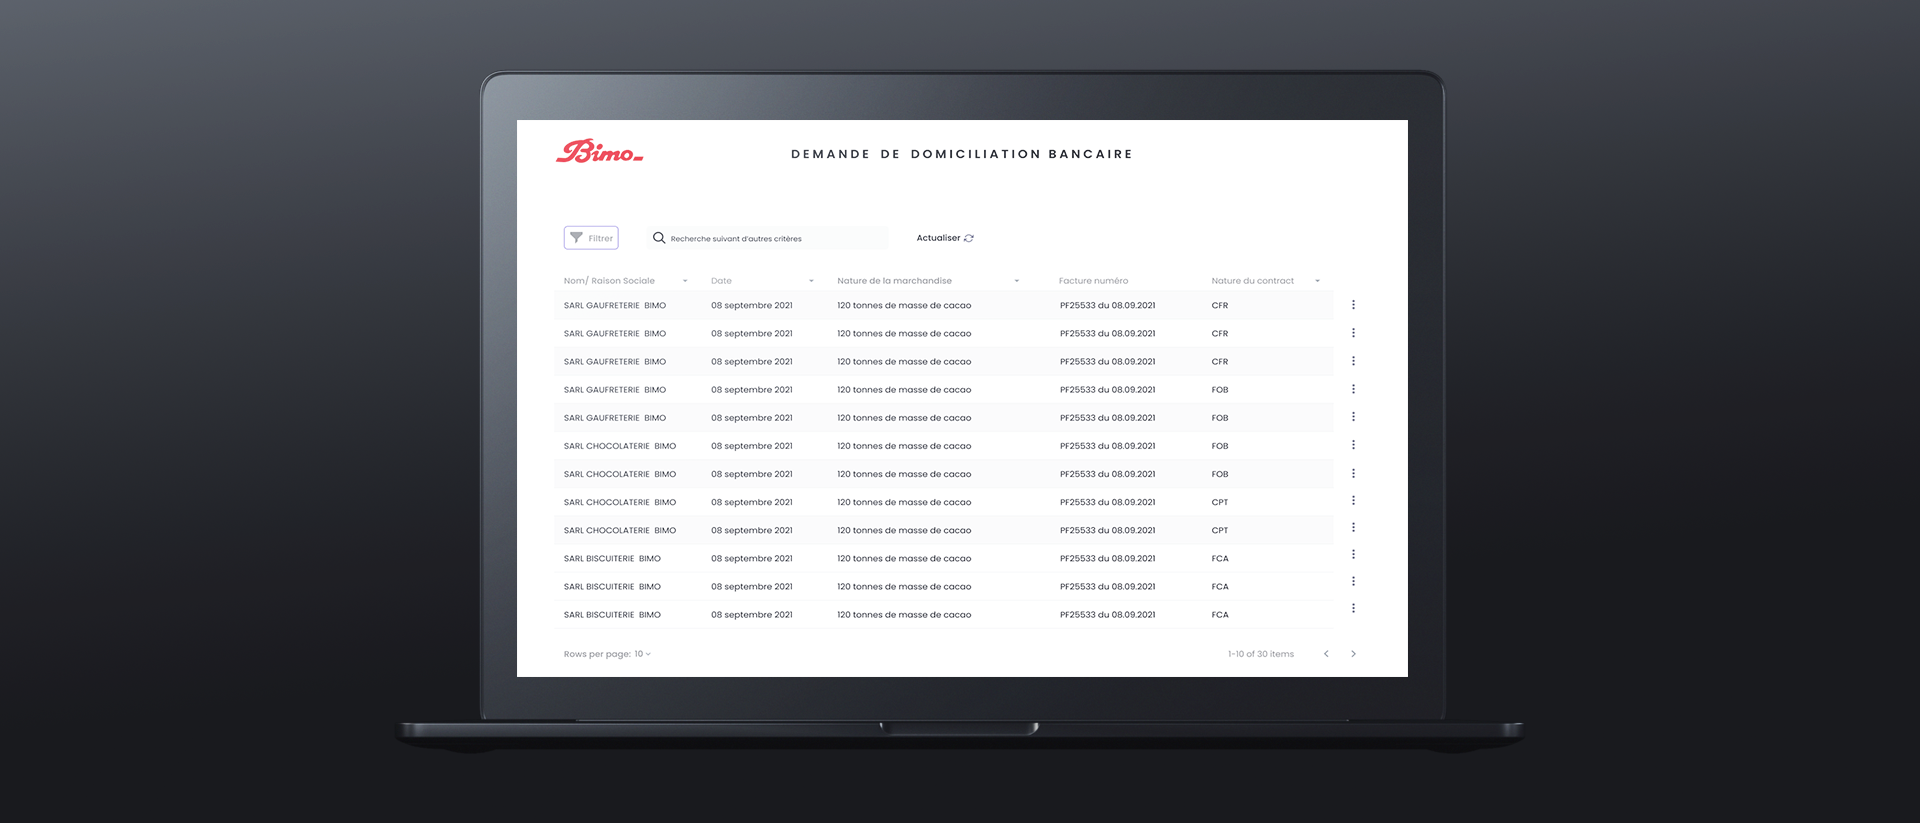 Bimo
DEMANDE DE DOMICILIATION BANCAIRE
Filtrer Recherche suivant d'autres critères Actualiser
Nom/ Raison Sociale Date Nature de la marchandise Facture numéro Nature du contract
SARL GAUFRETERIE BIMO 08 septembre 2021 120 tonnes de masse de cacao PF25533 du 08.09.2021 CFR
SARL GAUFRETERIE BIMO 08 septembre 2021 120 tonnes de masse de cacao PF25533 du 08.09.2021 CFR
SARL GAUFRETERIE BIMO 08 septembre 2021 120 tonnes de masse de cacao PF25533 du 08.09.2021 CFR
SARL GAUFRETERIE BIMO 08 septembre 2021 120 tonnes de masse de cacao PF25533 du 08.09.2021 FOB
SARL GAUFRETERIE BIMO 08 septembre 2021 120 tonnes de masse de cacao PF25533 du 08.09.2021 FOB
SARL CHOCOLATERIE BIMO 08 septembre 2021 120 tonnes de masse de cacao PF25533 du 08.09.2021 FOB
SARL CHOCOLATERIE BIMO 08 septembre 2021 120 tonnes de masse de cacao PF25533 du 08.09.2021 FOB
SARL CHOCOLATERIE BIMO 08 septembre 2021 120 tonnes de masse de cacao PF25533 du 08.09.2021 CPT
SARL CHOCOLATERIE BIMO 08 septembre 2021 120 tonnes de masse de cacao PF25533 du 08.09.2021 CPT
SARL BISCUITERIE BIMO 08 septembre 2021 120 tonnes de masse de cacao PF25533 du 08.09.2021 FCA
SARL BISCUITERIE BIMO 08 septembre 2021 120 tonnes de masse de cacao PF25533 du 08.09.2021 FCA
SARL BISCUITERIE BIMO 08 septembre 2021 120 tonnes de masse de cacao PF25533 du 08.09.2021 FCA
Rows per page: 10 1-10 of 30 items